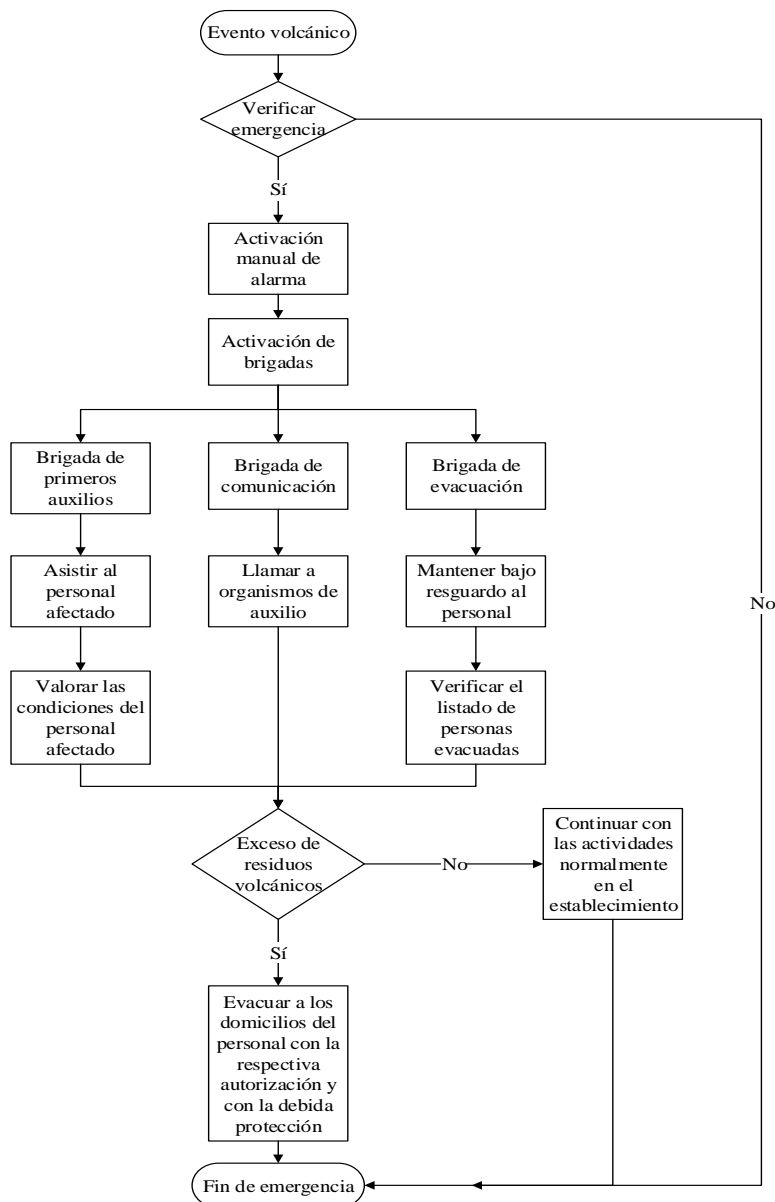 Evento volcánico
Verificar
emergencia
Sí
Activación
manual de
alarma
Activación de
brigadas
Brigada de
primeros
auxilios
Brigada de
comunicación
Brigada de
evacuación
Asistir al
personal
afectado
Llamar a
organismos de
auxilio
Mantener bajo
resguardo al
personal
No
Valorar las
condiciones del
personal
afectado
Verificar el
listado de
personas
evacuadas
Exceso de
residuos
volcánicos
No
Continuar con
las actividades
normalmente
en el
establecimiento
Sí
Evacuar a los
domicilios del
personal con la
respectiva
autorización y
con la debida
protección
Fin de emergencia